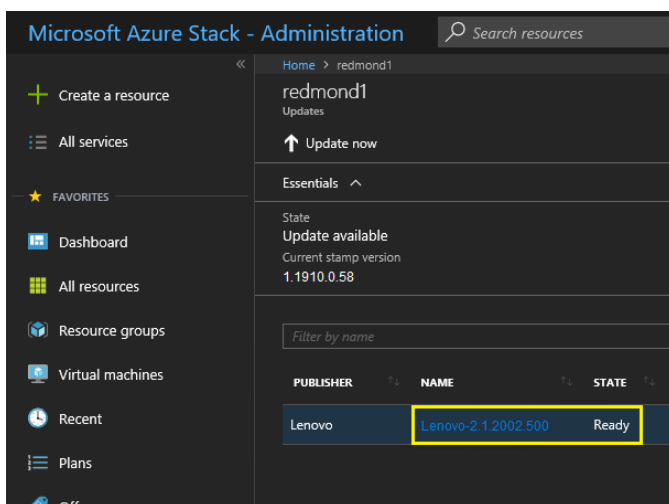 Microsoft Azure Stack - Administration
Search resources
«
Home > redmond1
redmond1
Updates
Update now
Essentials
State
Update available
Current stamp version
1.1910.0.58
Filter by name
PUBLISHER NAME STATE
Lenovo Lenovo-2.1.2002.500 Ready
Create a resource
All services
FAVORITES
Dashboard
All resources
Resource groups
Virtual machines
Recent
Plans